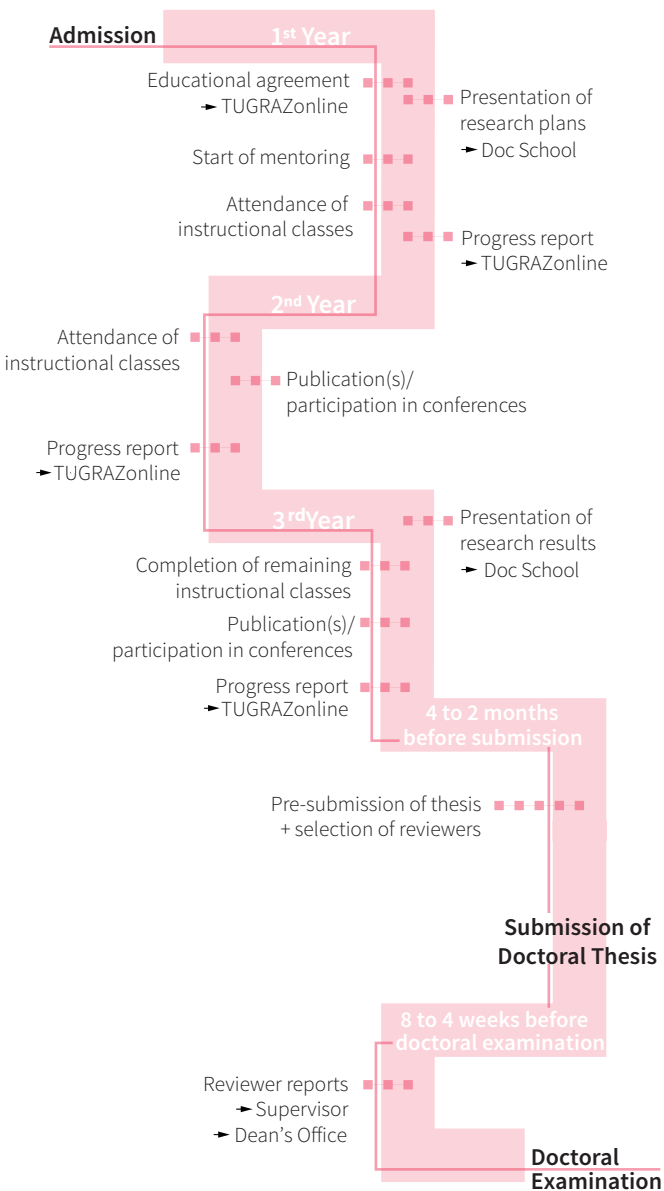 Admission
1st Year
Educational agreement
→ TUGRAZonline
Presentation of
research plans
→ Doc School
Start of mentoring
Attendance of
instructional classes
Progress report
→ TUGRAZonline
2nd Year
Attendance of
instructional classes
Publication(s)/
participation in conferences
Progress report
→ TUGRAZonline
3rd Year
Presentation of
research results
→ Doc School
Completion of remaining
instructional classes
Publication(s)/
participation in conferences
Progress report
→ TUGRAZonline
4 to 2 months
before submission
Pre-submission of thesis
+ selection of reviewers
Submission of
Doctoral Thesis
8 to 4 weeks before
doctoral examination
Reviewer reports
→ Supervisor
→ Dean's Office
Doctoral
Examination